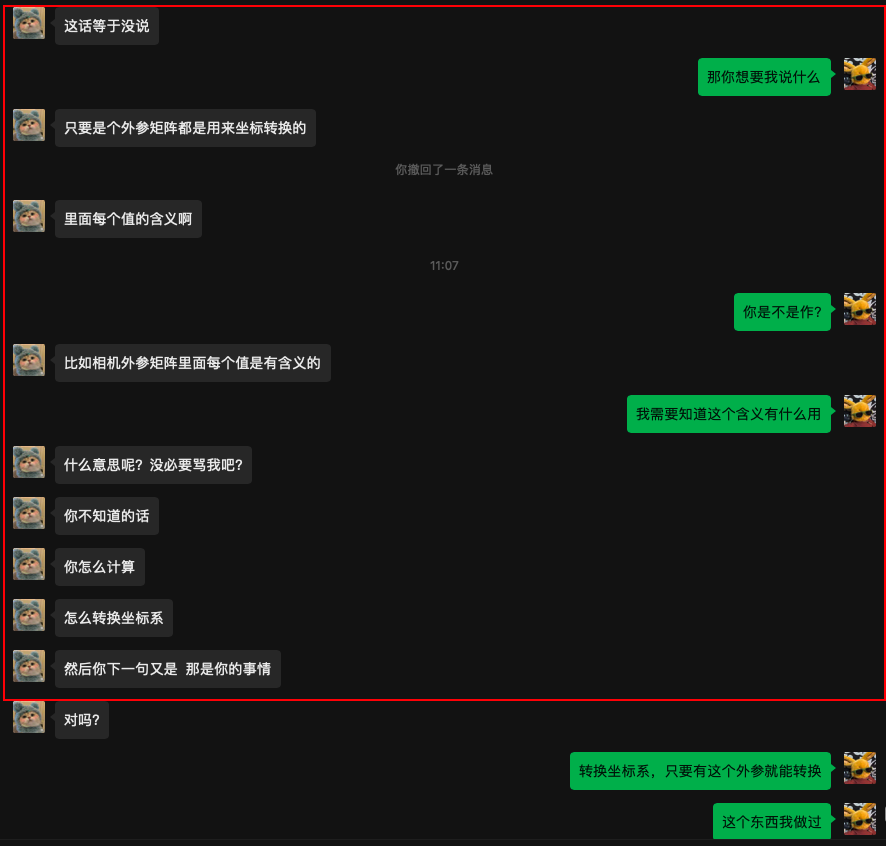 这话等于没说
那你想要我说什么
只要是个外参矩阵都是用来坐标转换的
你撤回了一条消息
里面每个值的含义啊
11:07
你是不是作?
比如相机外参矩阵里面每个值是有含义的
我需要知道这个含义有什么用
什么意思呢? 没必要骂我吧?
你不知道的话
你怎么计算
怎么转换坐标系
然后你下一句又是 那是你的事情
对吗?
转换坐标系，只要有这个外参就能转换
这个东西我做过